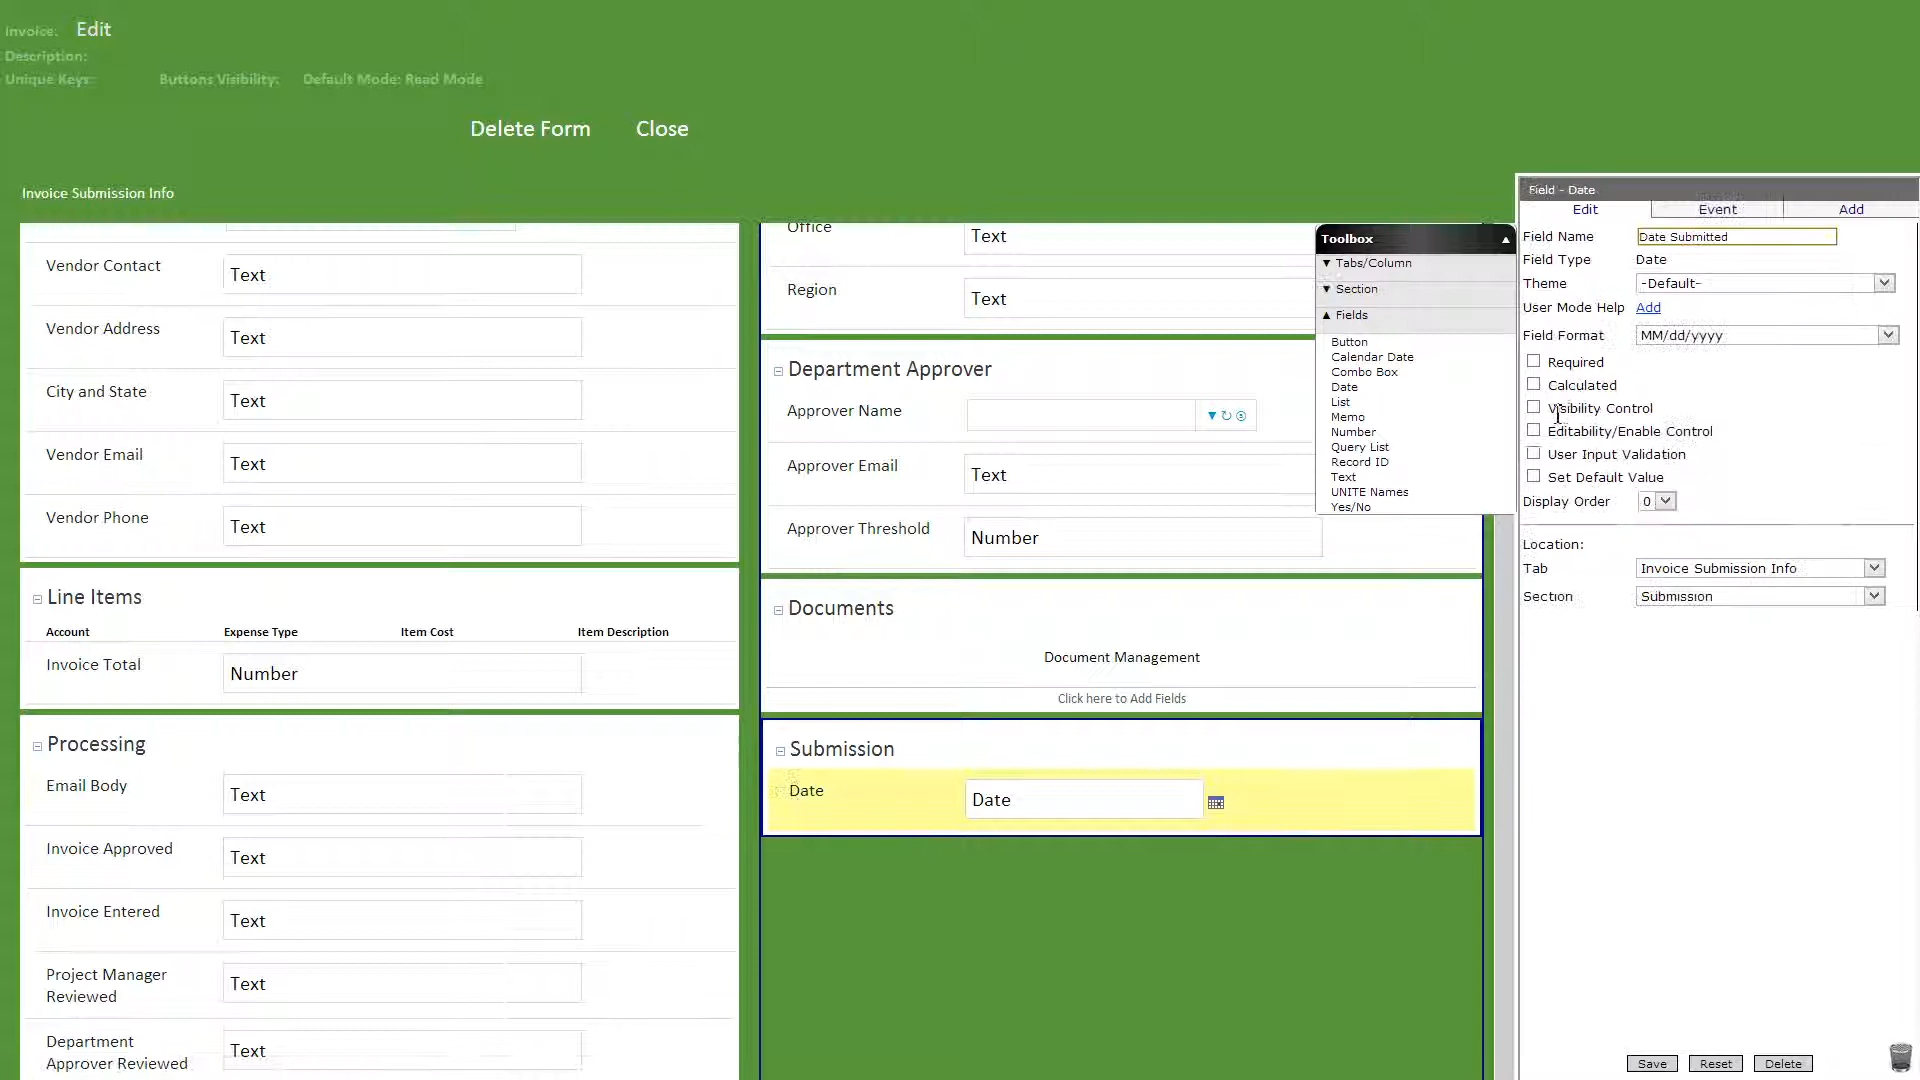 Invoice: Edit
Description:
Unique Keys: Buttons Visibility: Default Mode: Read Mode
Delete Form Close
Invoice Submission Info
Vendor Contact Text
Vendor Address Text
City and State Text
Vendor Email Text
Vendor Phone Text
Line Items
Account Expense Type Item Cost Item Description
Invoice Total Number
Processing
Email Body Text
Invoice Approved Text
Invoice Entered Text
Project Manager
Reviewed
Text
Department
Approver Reviewed
Text
Office Text
Region Text
Department Approver
Approver Name
Approver Email Text
Approver Threshold Number
Documents
Document Management
Click here to Add Fields
Submission
Date Date
Toolbox
Tabs/Column
Section
Fields
Button
Calendar Date
Combo Box
Date
List
Memo
Number
Query List
Record ID
Text
UNITE Names
Yes/No
Field - Date
Edit Event Add
Field Name Date Submitted
Field Type Date
Theme -Default-
User Mode Help Add
Field Format MM/dd/yyyy
Required
Calculated
Visibility Control
Editability/Enable Control
User Input Validation
Set Default Value
Display Order 0
Location:
Tab Invoice Submission Info
Section Submission
Save Reset Delete